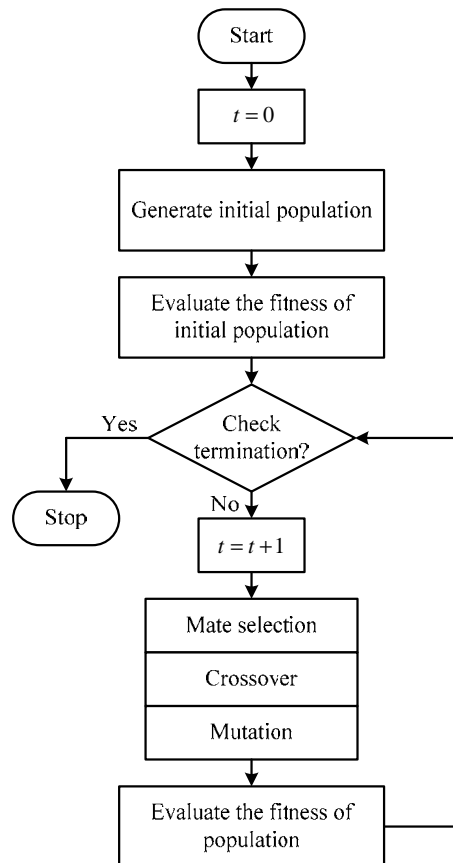 Start
t = 0
Generate initial population
Evaluate the fitness of
initial population
Check
termination?
Yes
Stop
No
t = t+1
Mate selection
Crossover
Mutation
Evaluate the fitness of
population